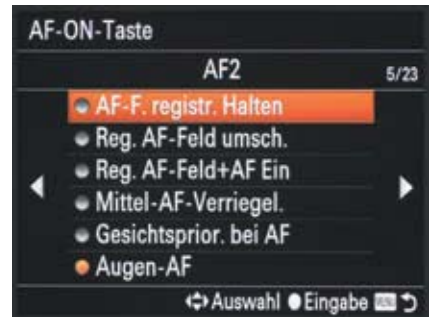 AF-ON-Taste
AF2 5/23
AF-F. registr. Halten
Reg. AF-Feld umsch.
Reg. AF-Feld+AF Ein
Mittel-AF-Verriegel.
Gesichtsprior. bei AF
Augen-AF
Auswahl Eingabe MENU